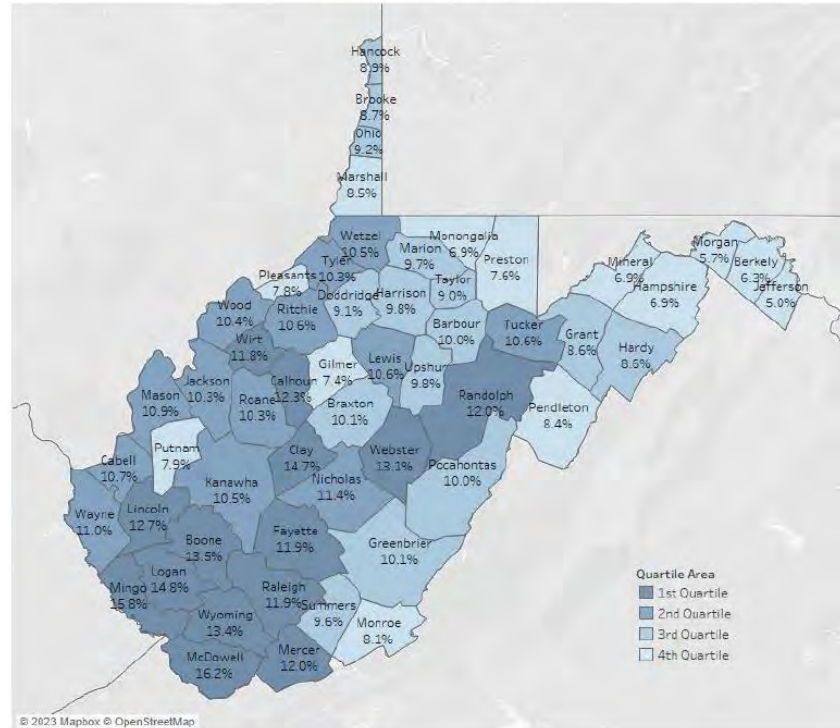 Hancock
8.9%
Brooke
8.7%
Ohio
9.2%
Marshall
8.5%
Wetzel
10.5%
Monongalia
6.9%
Marion
9.7%
Preston
7.6%
Tyler
10.3%
Pleasants
7.8%
Doddridge
9.1%
Harrison
9.8%
Taylor
9.0%
Mineral
6.9%
Hampshire
6.9%
Morgan
5.7%
Berkely
6.3%
Jefferson
5.0%
Wood
10.4%
Ritchie
10.6%
Barbour
10.0%
Tucker
10.6%
Grant
8.6%
Hardy
8.6%
Wirt
11.8%
Gilmer
7.4%
Lewis
10.6%
Upshur
9.8%
Randolph
12.0%
Pendleton
8.4%
Mason
10.9%
Jackson
10.3%
Roane
10.3%
Calhoun
12.3%
Braxton
10.1%
Putnam
7.9%
Clay
14.7%
Webster
13.1%
Pocahontas
10.0%
Cabell
10.7%
Kanawha
10.5%
Nicholas
11.4%
Wayne
11.0%
Lincoln
12.7%
Boone
13.5%
Fayette
11.9%
Greenbrier
10.1%
Logan
14.8%
Mingo
15.8%
Raleigh
11.9%
Summers
9.6%
Monroe
8.1%
Wyoming
13.4%
McDowell
16.2%
Mercer
12.0%
Quartile Area
1st Quartile
2nd Quartile
3rd Quartile
4th Quartile
© 2023 Mapbox © OpenStreetMap